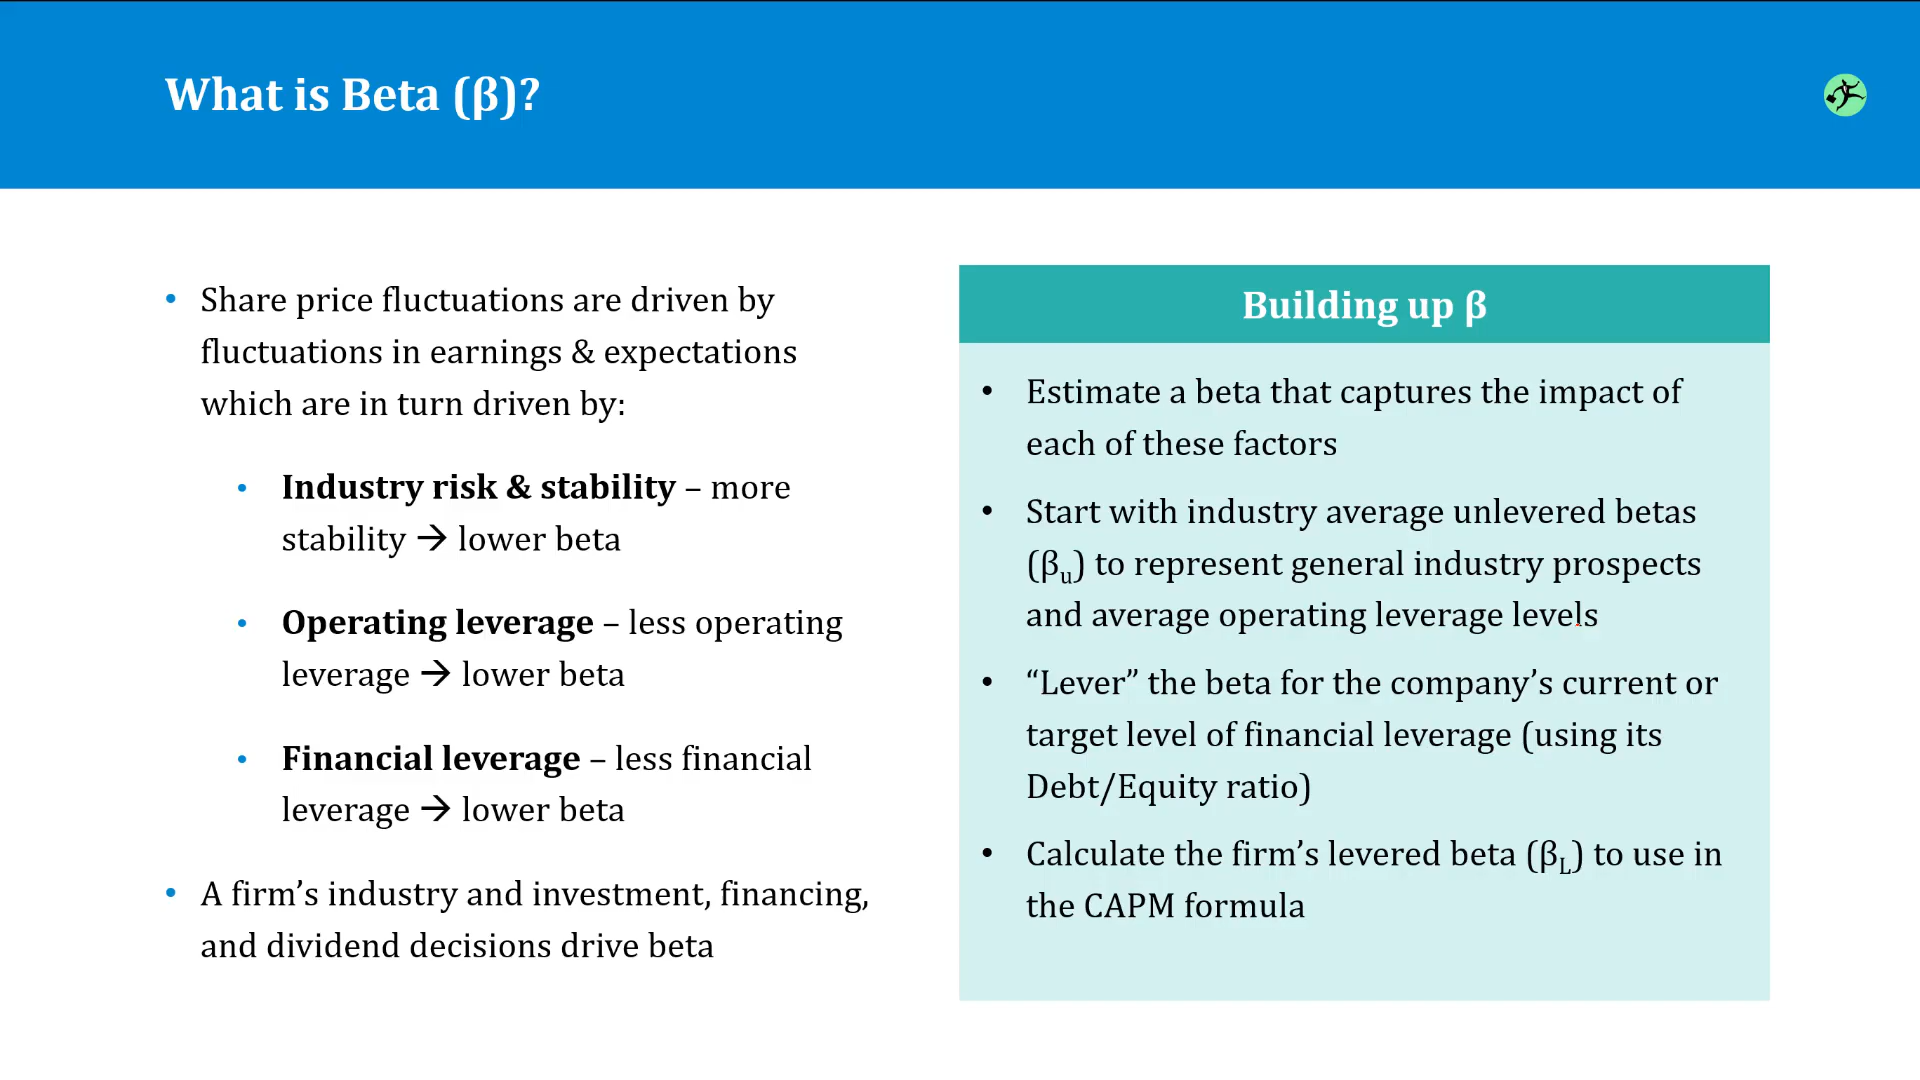 What is Beta (β)?
• Share price fluctuations are driven by
fluctuations in earnings & expectations
which are in turn driven by:
• Industry risk & stability – more
stability → lower beta
• Operating leverage – less operating
leverage → lower beta
• Financial leverage – less financial
leverage → lower beta
• A firm’s industry and investment, financing,
and dividend decisions drive beta
Building up β
• Estimate a beta that captures the impact of
each of these factors
• Start with industry average unlevered betas
(βu) to represent general industry prospects
and average operating leverage levels
• “Lever” the beta for the company’s current or
target level of financial leverage (using its
Debt/Equity ratio)
• Calculate the firm’s levered beta (βL) to use in
the CAPM formula